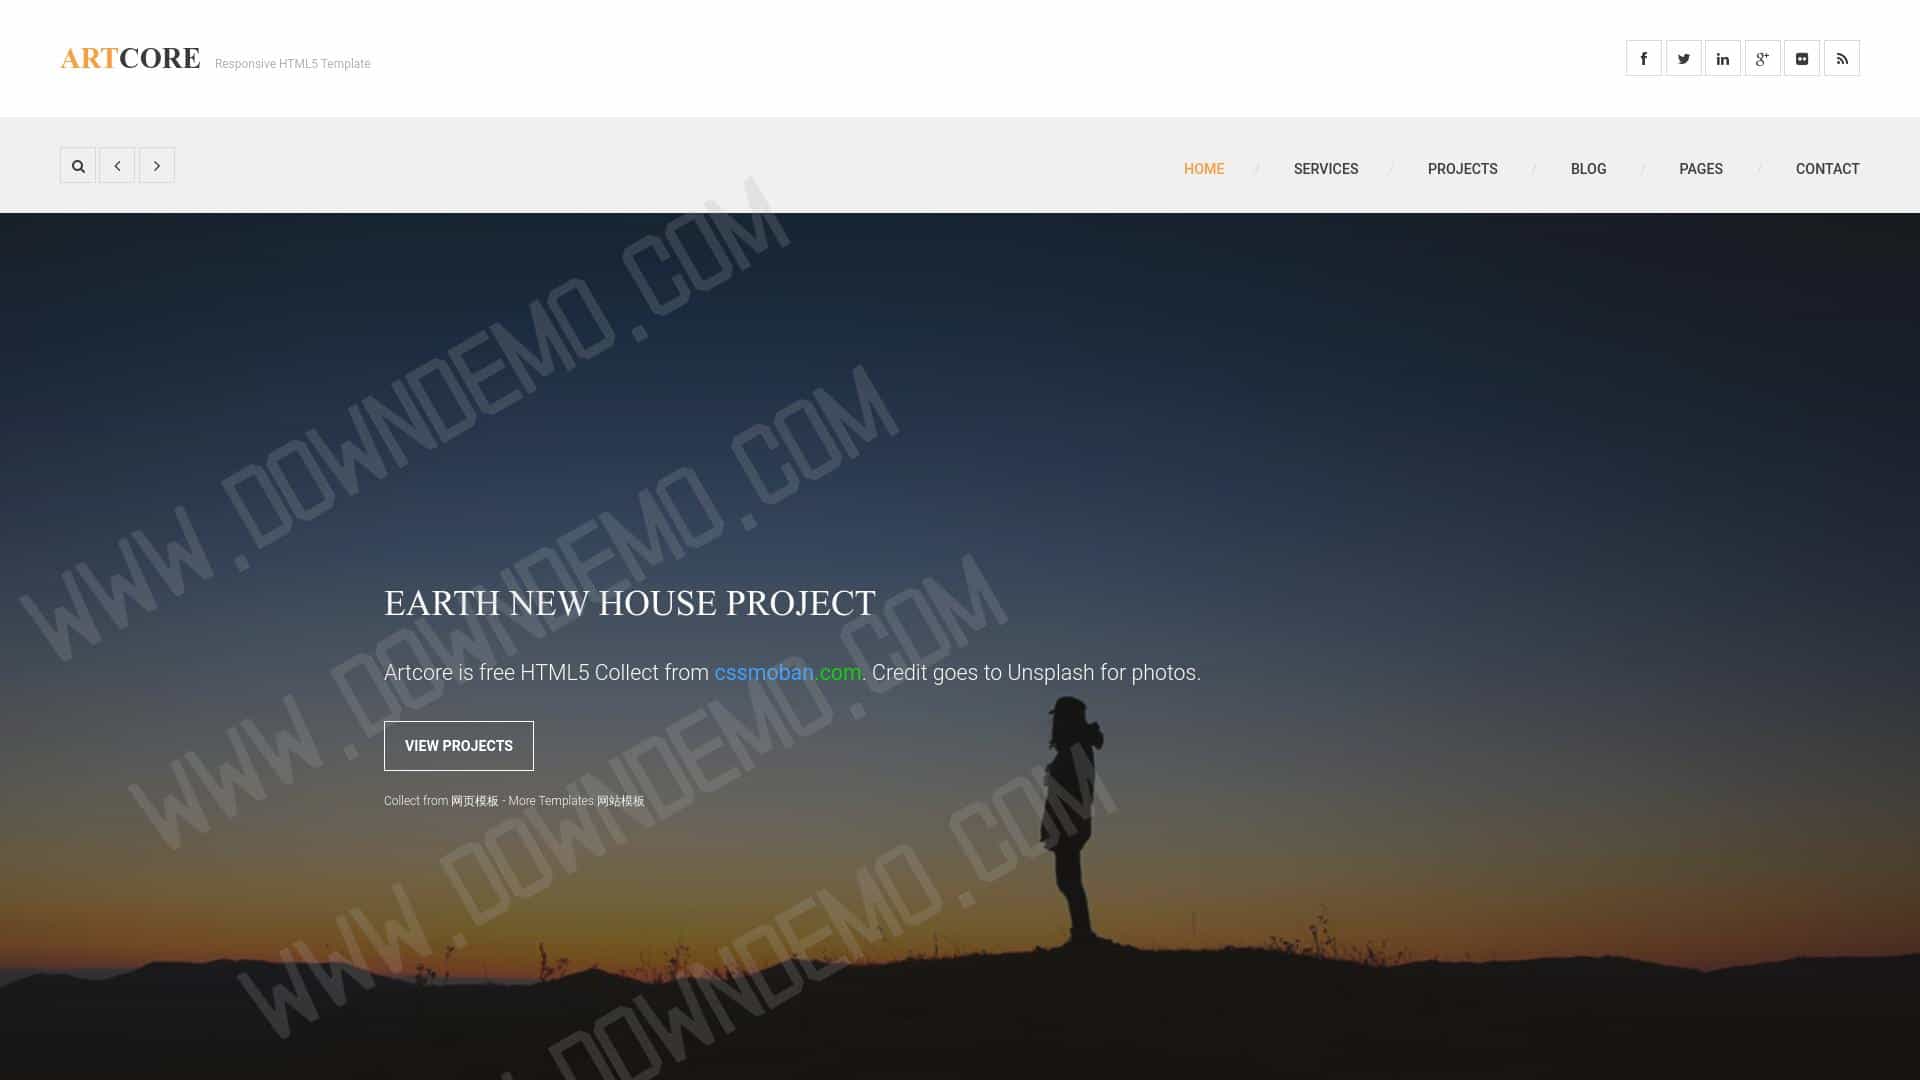 ARTCORE Responsive HTML5 Template
HOME / SERVICES / PROJECTS / BLOG / PAGES / CONTACT
WWW.DOWNDEMO.COM
WWW.DOWNDEMO.COM
EARTH NEW HOUSE PROJECT
Artcore is free HTML5 Collect from cssmoban.com. Credit goes to Unsplash for photos.
VIEW PROJECTS
Collect from 网页模板 - More Templates 网站模板
WWW.DOWNDEMO.COM
DOWNDEMO.COM